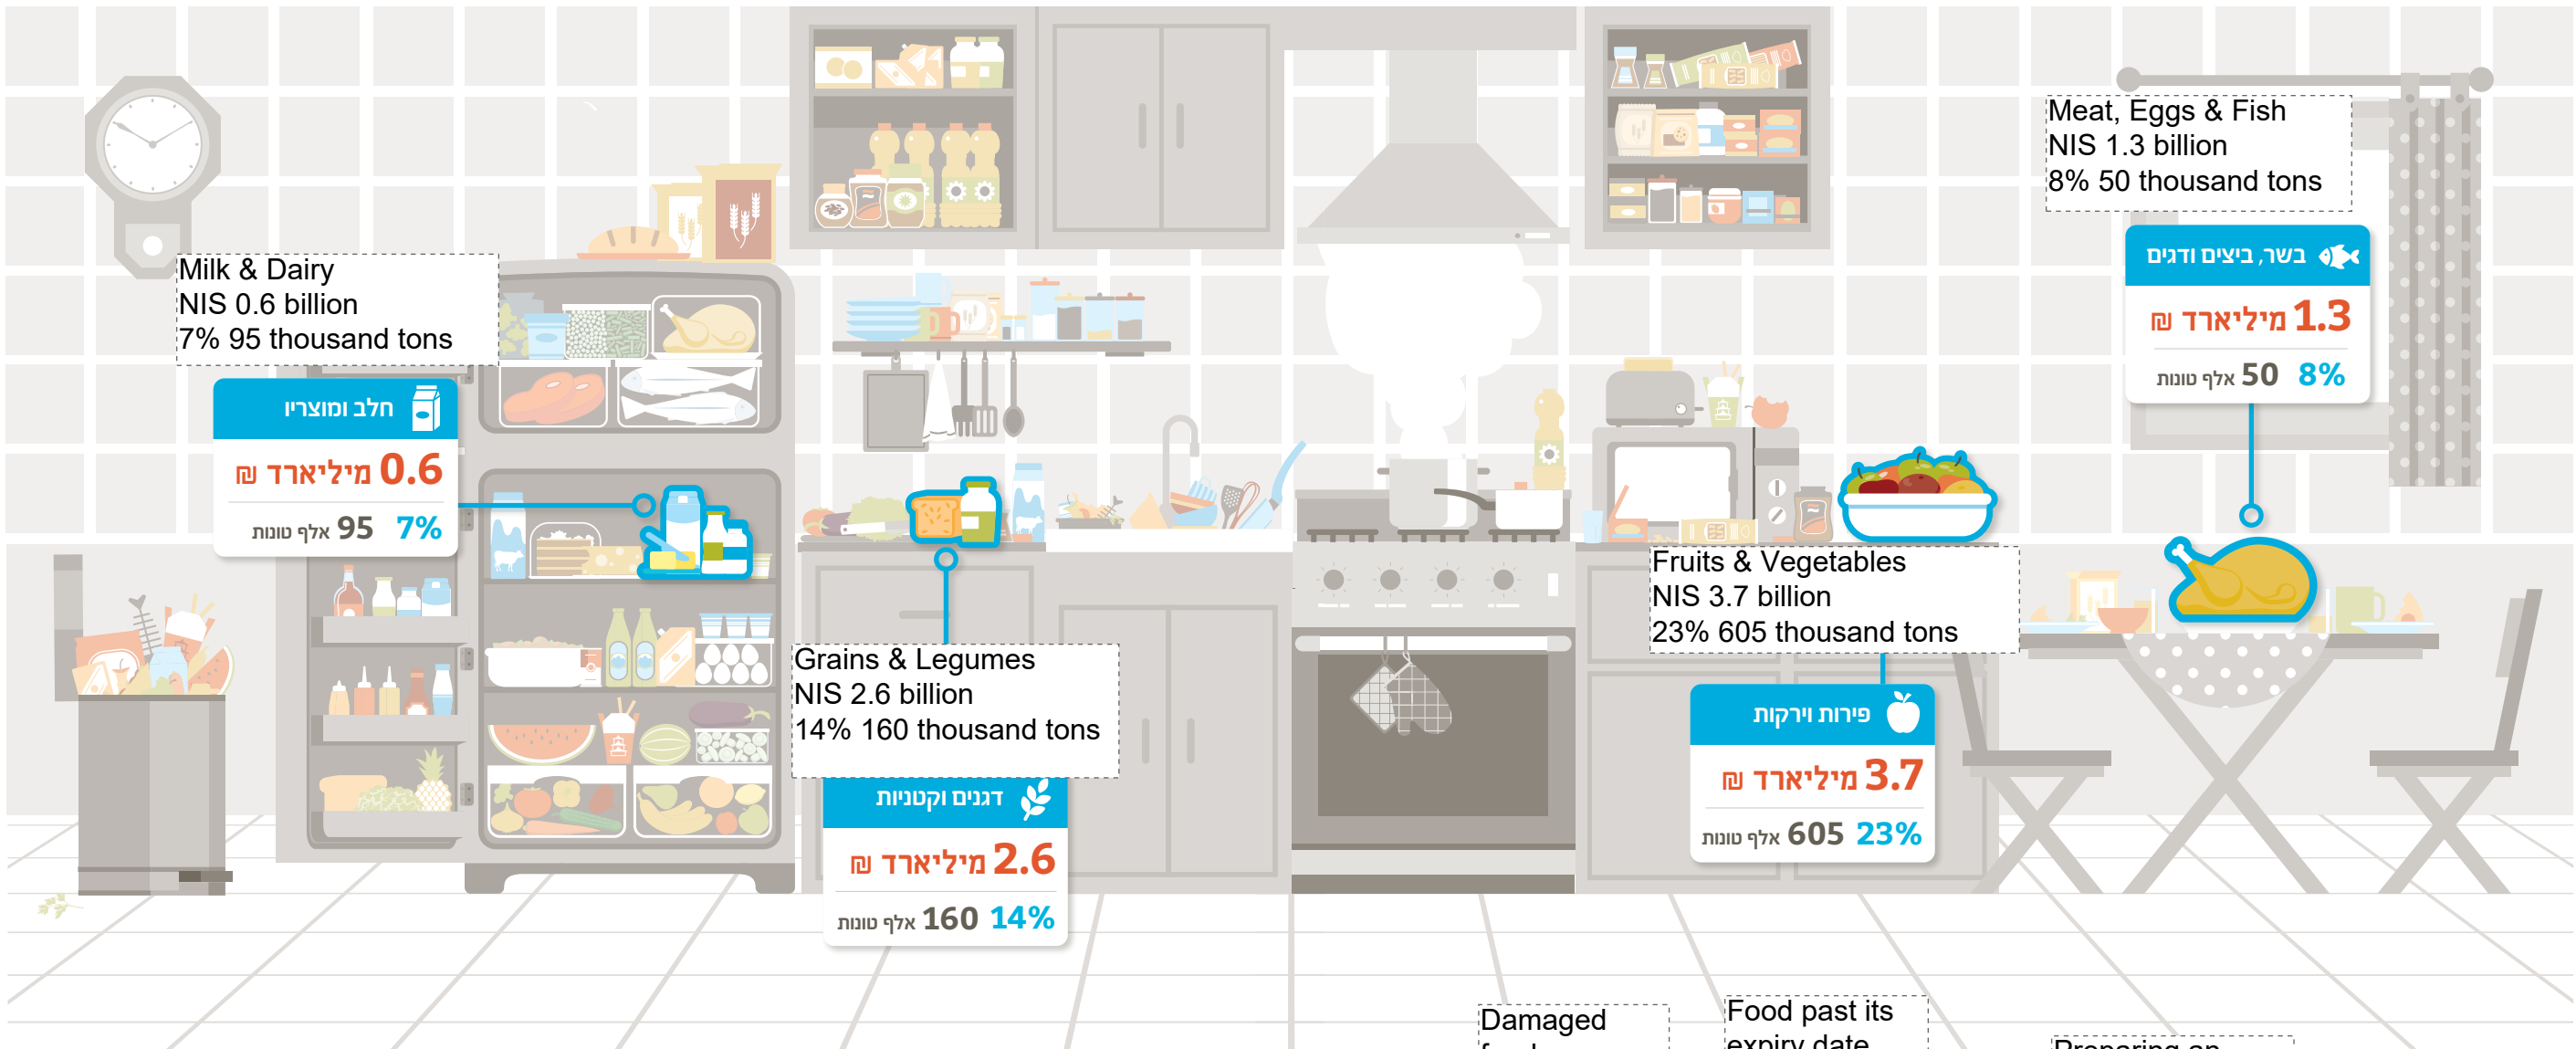 Meat, Eggs & Fish
NIS 1.3 billion
8% 50 thousand tons
בשר, ביצים ודגים
1.3 מיליארד ₪
8% 50 אלף טונות
Milk & Dairy
NIS 0.6 billion
7% 95 thousand tons
חלב ומוצריו
0.6 מיליארד ₪
7% 95 אלף טונות
Grains & Legumes
NIS 2.6 billion
14% 160 thousand tons
דגנים וקטניות
2.6 מיליארד ₪
14% 160 אלף טונות
Fruits & Vegetables
NIS 3.7 billion
23% 605 thousand tons
פירות וירקות
3.7 מיליארד ₪
23% 605 אלף טונות
Damaged
Food past its
expiry date
Preparing an